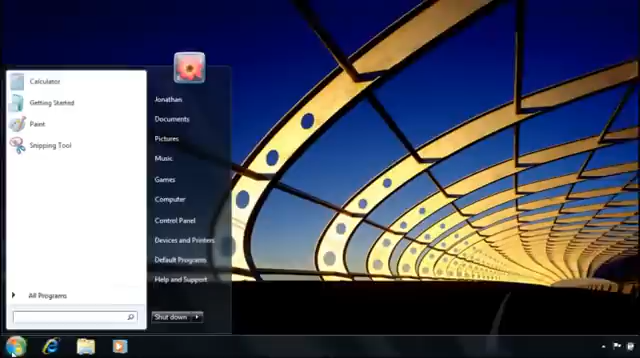 Calculator
Getting Started
Paint
Snipping Tool
All Programs
Jonathan
Documents
Pictures
Music
Games
Computer
Control Panel
Devices and Printers
Default Programs
Help and Support
Shut down